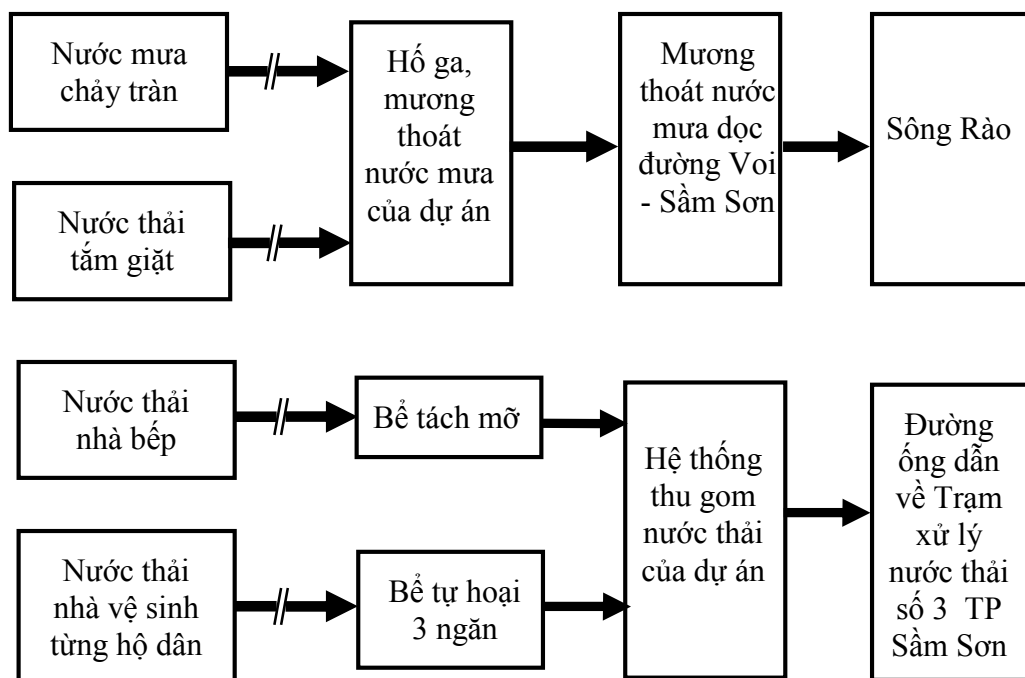 Nước mưa
chảy tràn
Nước thải
tắm giặt
Hố ga,
mương
thoát
nước mưa
của dự án
Mương
thoát nước
mưa dọc
đường Voi
- Sầm Sơn
Sông Rào
Nước thải
nhà bếp
Bể tách mỡ
Nước thải
nhà vệ sinh
từng hộ dân
Bể tự hoại
3 ngăn
Hệ thống
thu gom
nước thải
của dự án
Đường
ống dẫn
về Trạm
xử lý
nước thải
số 3 TP
Sầm Sơn